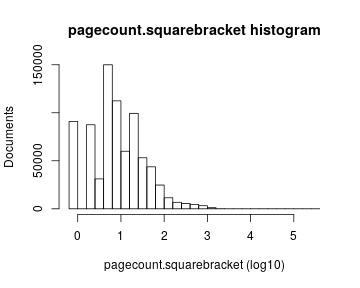 pagecount.squarebracket histogram
150000
50000
0
Documents
0 1 2 3 4 5
pagecount.squarebracket (log10)